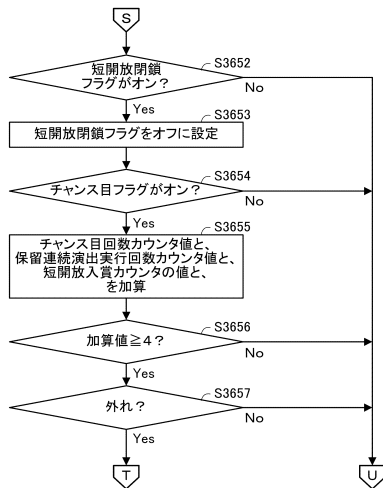 S
S3652
短開放閉鎖
フラグがオン？
No
Yes
S3653
短開放閉鎖フラグをオフに設定
S3654
チャンス目フラグがオン？
No
Yes
S3655
チャンス目回数カウンタ値と、
保留連続演出実行回数カウンタ値と、
短開放入賞カウンタの値と、
を加算
S3656
加算値≧4？
No
Yes
S3657
外れ？
No
Yes
T
U